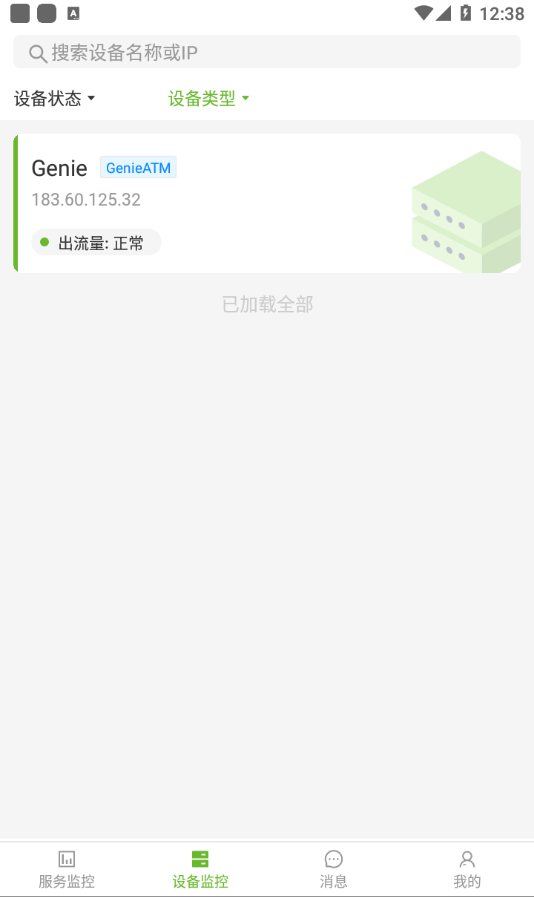 12:38
搜索设备名称或IP
设备状态 设备类型
Genie GenieATM
183.60.125.32
出流量: 正常
已加载全部
服务监控 设备监控 消息 我的